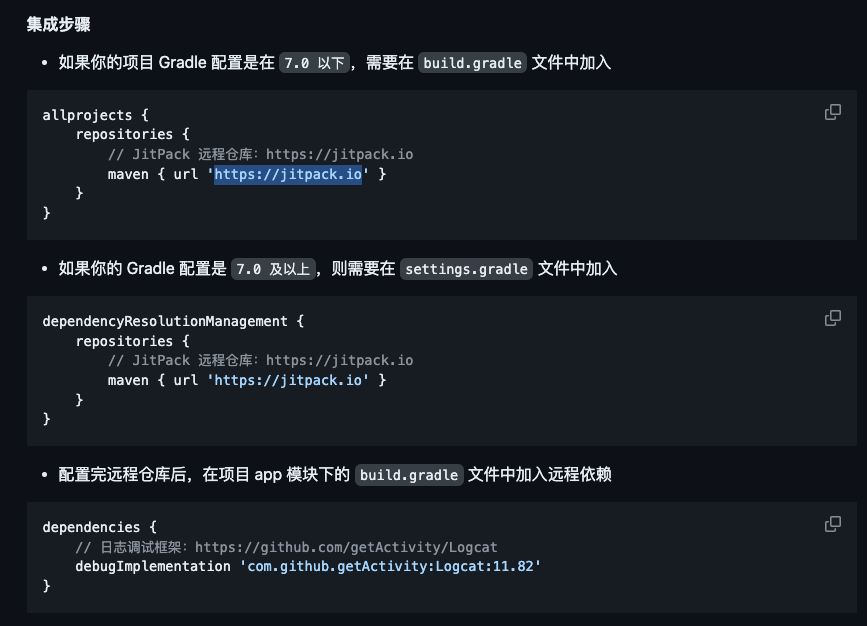 集成步骤
如果你的项目 Gradle 配置是在 7.0 以下，需要在 build.gradle 文件中加入
allprojects {
    repositories {
        // JitPack 远程仓库：https://jitpack.io
        maven { url 'https://jitpack.io' }
    }
}
如果你的 Gradle 配置是 7.0 及以上，则需要在 settings.gradle 文件中加入
dependencyResolutionManagement {
    repositories {
        // JitPack 远程仓库：https://jitpack.io
        maven { url 'https://jitpack.io' }
    }
}
配置完远程仓库后，在项目 app 模块下的 build.gradle 文件中加入远程依赖
dependencies {
    // 日志调试框架：https://github.com/getActivity/Logcat
    debugImplementation 'com.github.getActivity:Logcat:11.82'
}